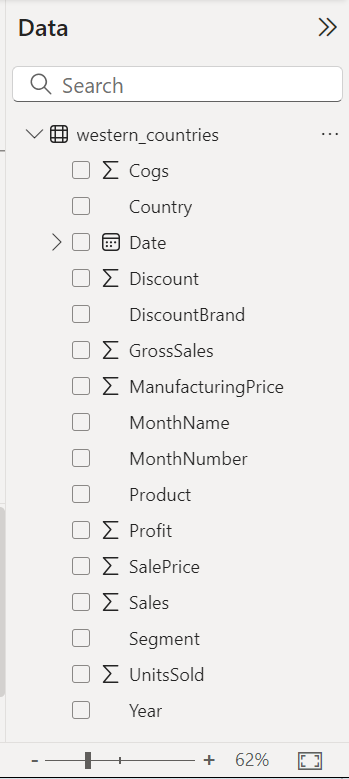 Data
Search
western_countries
Cogs
Country
Date
Discount
DiscountBrand
GrossSales
ManufacturingPrice
MonthName
MonthNumber
Product
Profit
SalePrice
Sales
Segment
UnitsSold
Year
- + 62%